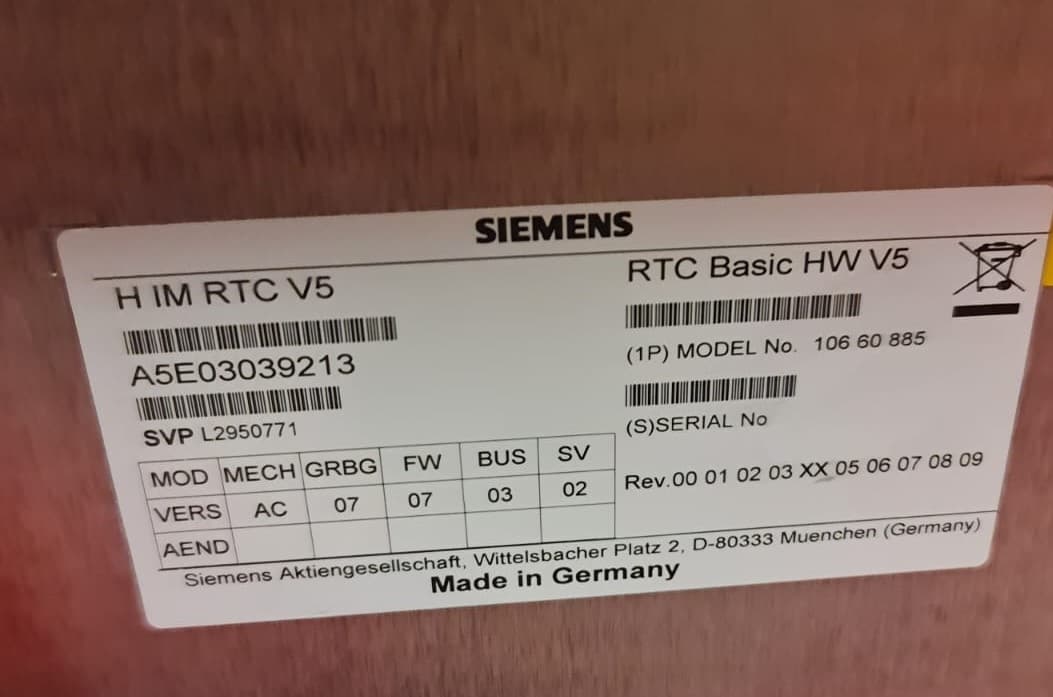 SIEMENS
H IM RTC V5
A5E03039213
SVP L2950771
RTC Basic HW V5
(1P) MODEL No. 106 60 885
(S)SERIAL No
Rev.00 01 02 03 XX 05 06 07 08 09
MOD MECH GRBG FW BUS SV
VERS AC 07 07 03 02
AEND
Siemens Aktiengesellschaft, Wittelsbacher Platz 2, D-80333 Muenchen (Germany)
Made in Germany